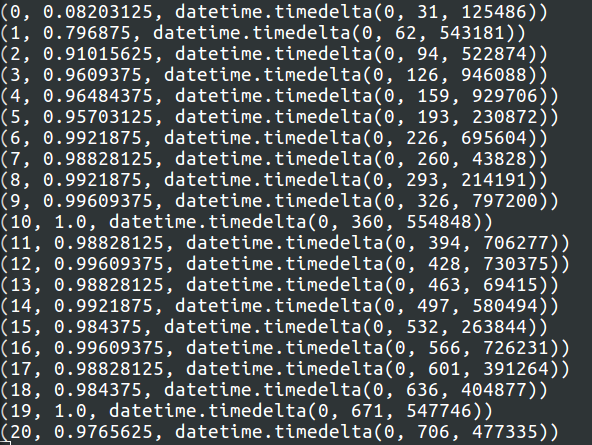 (0, 0.08203125, datetime.timedelta(0, 31, 125486))
(1, 0.796875, datetime.timedelta(0, 62, 543181))
(2, 0.91015625, datetime.timedelta(0, 94, 522874))
(3, 0.9609375, datetime.timedelta(0, 126, 946088))
(4, 0.96484375, datetime.timedelta(0, 159, 929706))
(5, 0.95703125, datetime.timedelta(0, 193, 230872))
(6, 0.9921875, datetime.timedelta(0, 226, 695604))
(7, 0.98828125, datetime.timedelta(0, 260, 43828))
(8, 0.9921875, datetime.timedelta(0, 293, 214191))
(9, 0.99609375, datetime.timedelta(0, 326, 797200))
(10, 1.0, datetime.timedelta(0, 360, 554848))
(11, 0.98828125, datetime.timedelta(0, 394, 706277))
(12, 0.99609375, datetime.timedelta(0, 428, 730375))
(13, 0.98828125, datetime.timedelta(0, 463, 69415))
(14, 0.9921875, datetime.timedelta(0, 497, 580494))
(15, 0.984375, datetime.timedelta(0, 532, 263844))
(16, 0.99609375, datetime.timedelta(0, 566, 726231))
(17, 0.98828125, datetime.timedelta(0, 601, 391264))
(18, 0.984375, datetime.timedelta(0, 636, 404877))
(19, 1.0, datetime.timedelta(0, 671, 547746))
(20, 0.9765625, datetime.timedelta(0, 706, 477335))